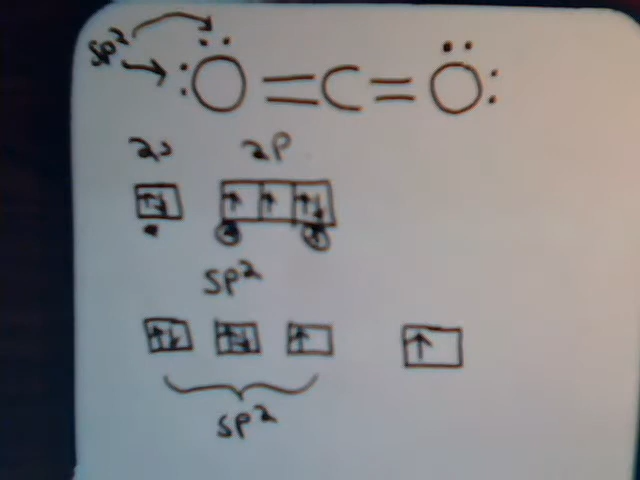 sp²
:Ö=C=Ö:
2s 2p
sp²
sp²